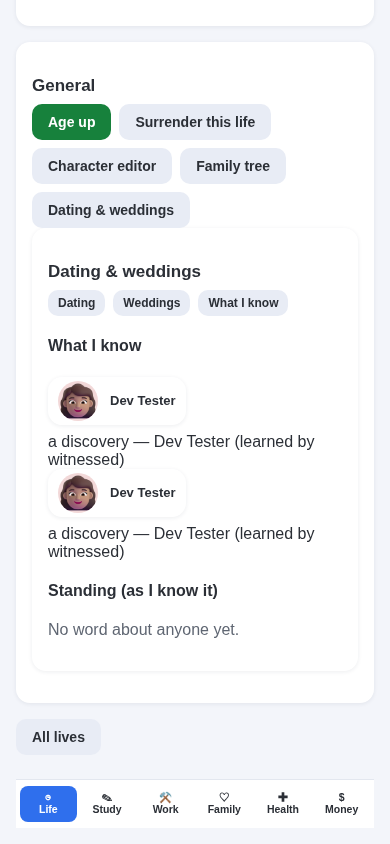 General
Age up
Surrender this life
Character editor
Family tree
Dating & weddings
Dating & weddings
Dating
Weddings
What I know
What I know
Dev Tester
a discovery — Dev Tester (learned by
witnessed)
Dev Tester
a discovery — Dev Tester (learned by
witnessed)
Standing (as I know it)
No word about anyone yet.
All lives
Life
Study
Work
Family
$
Health
Money